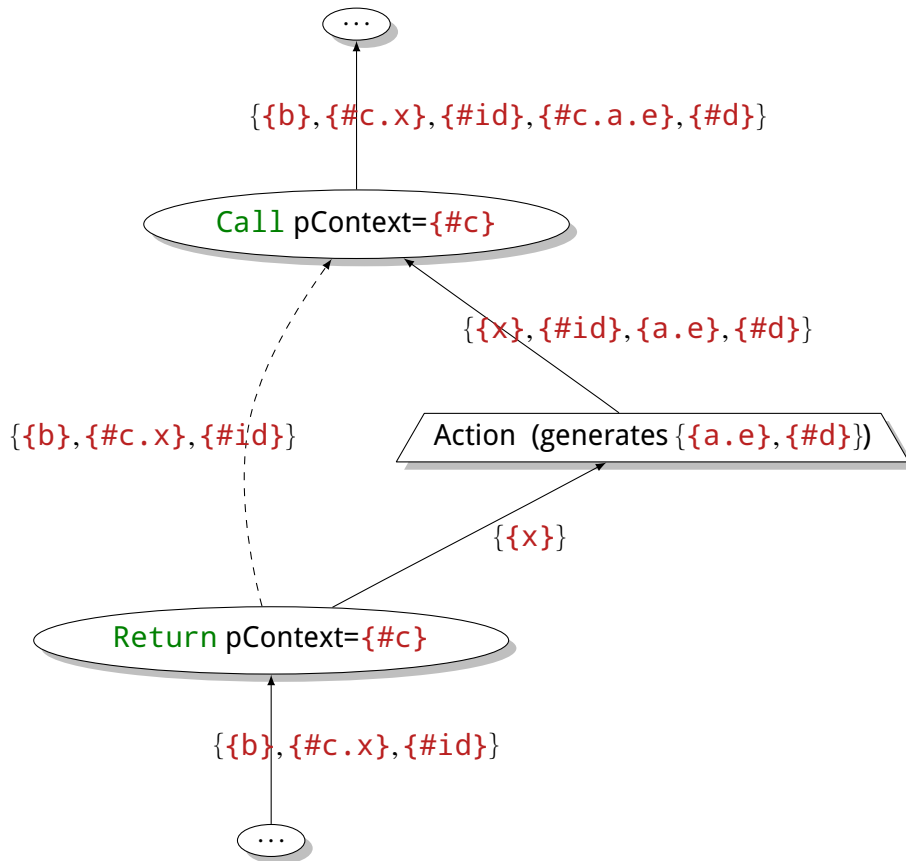 ...
{{b},{#c.x},{#id},{#c.a.e},{#d}}
Call pContext={#c}
{{x},{#id},{a.e},{#d}}
{{b},{#c.x},{#id}}
Action (generates {{a.e},{#d}})
{{x}}
Return pContext={#c}
{{b},{#c.x},{#id}}
...